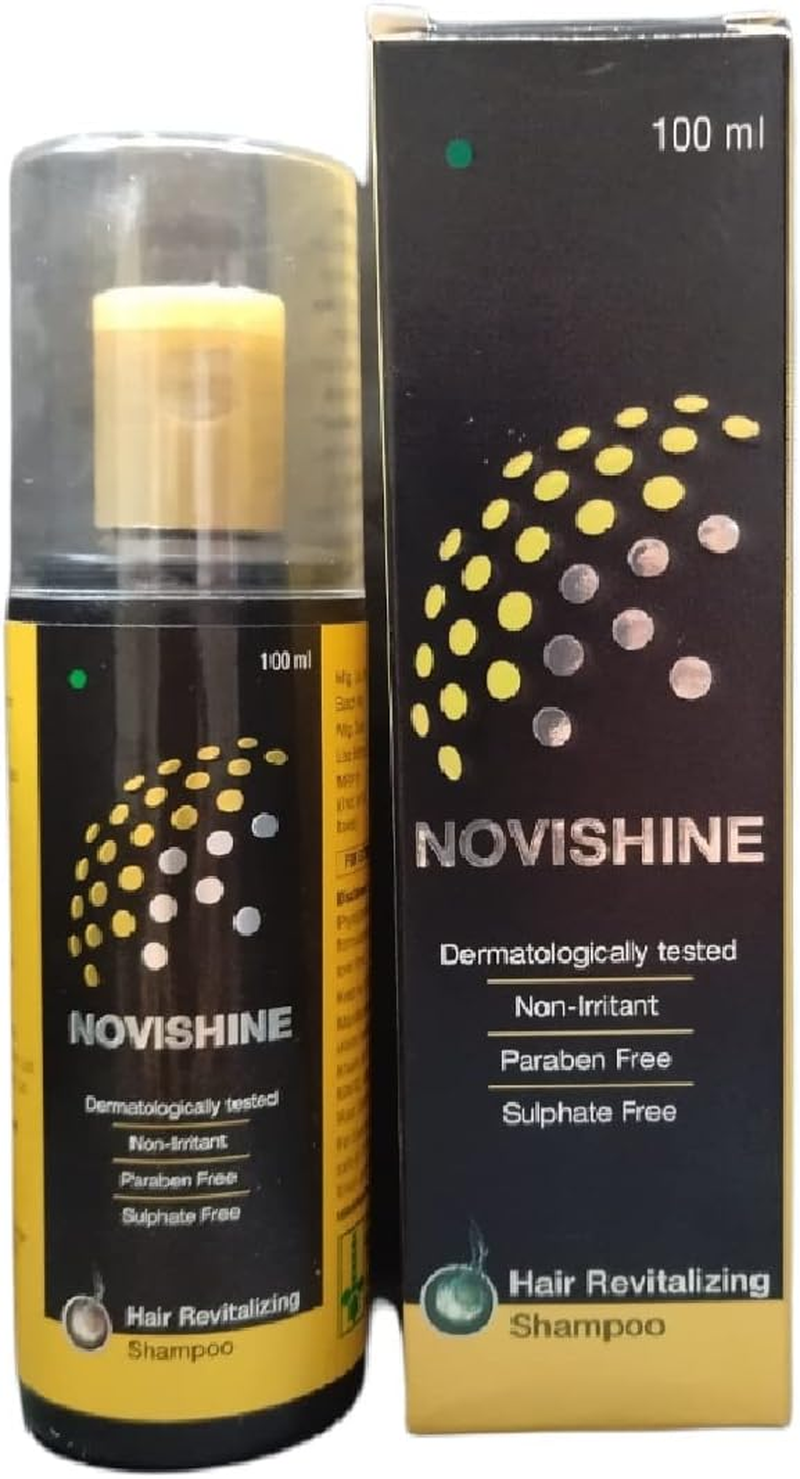 100 ml
NOVISHINE
Dermatologically tested
Non-Irritant
Paraben Free
Sulphate Free
Hair Revitalizing
Shampoo
100 ml
NOVISHINE
Dermatologically tested
Non-Irritant
Paraben Free
Sulphate Free
Hair Revitalizing
Shampoo